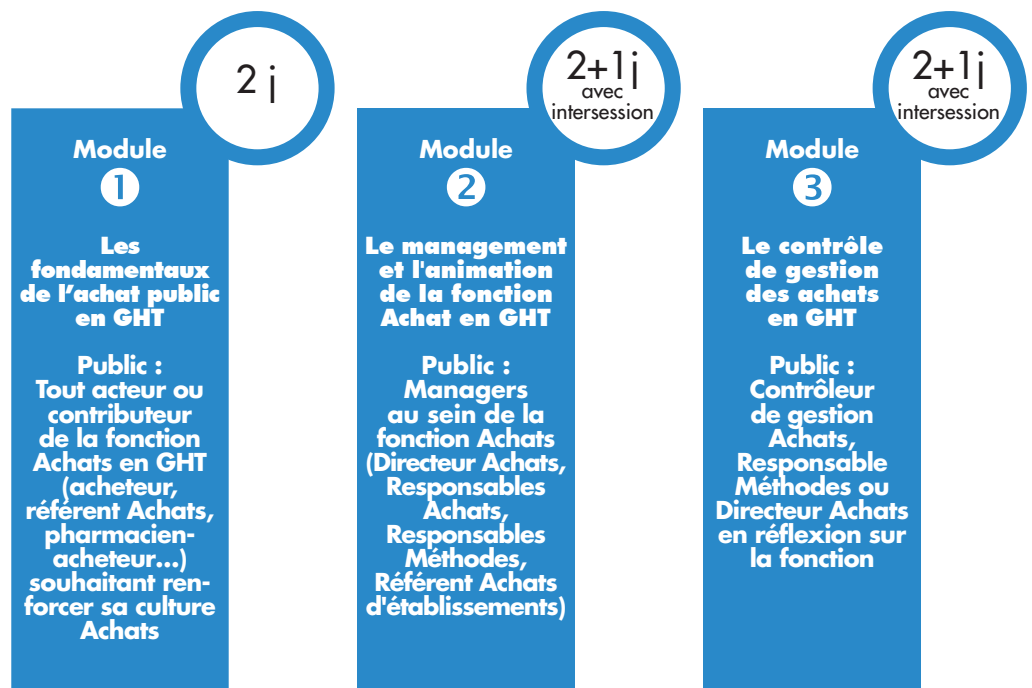 2 j
Module
1
Les
fondamentaux
de l’achat public
en GHT
Public :
Tout acteur ou
contributeur
de la fonction
Achats en GHT
(acheteur,
référent Achats,
pharmacien-
acheteur...)
souhaitant ren-
forcer sa culture
Achats
2+1j
avec
intersession
Module
2
Le management
et l'animation
de la fonction
Achat en GHT
Public :
Managers
au sein de la
fonction Achats
(Directeur Achats,
Responsables
Achats,
Responsables
Méthodes,
Référent Achats
d'établissements)
2+1j
avec
intersession
Module
3
Le contrôle
de gestion
des achats
en GHT
Public :
Contrôleur
de gestion
Achats,
Responsable
Méthodes ou
Directeur Achats
en réflexion sur
la fonction